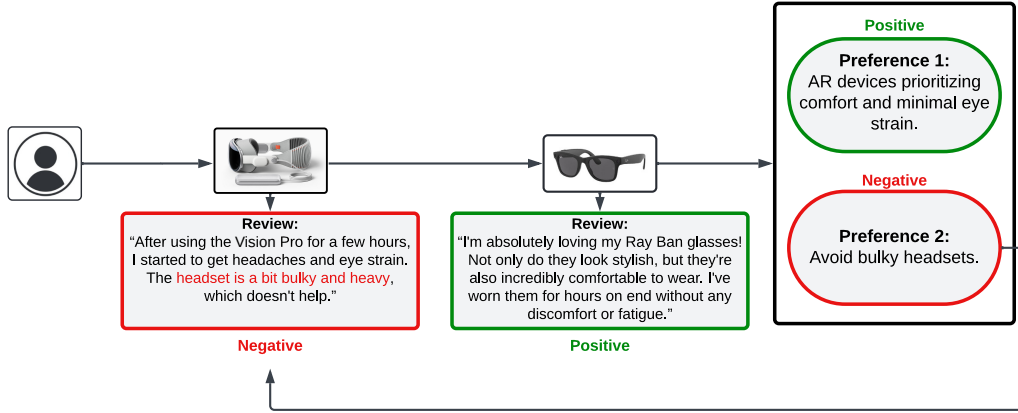 Review:
“After using the Vision Pro for a few hours,
I started to get headaches and eye strain.
The headset is a bit bulky and heavy,
which doesn't help.”
Negative
Review:
“I'm absolutely loving my Ray Ban glasses!
Not only do they look stylish, but they're
also incredibly comfortable to wear. I've
worn them for hours on end without any
discomfort or fatigue.”
Positive
Positive
Preference 1:
AR devices prioritizing
comfort and minimal eye
strain.
Negative
Preference 2:
Avoid bulky headsets.